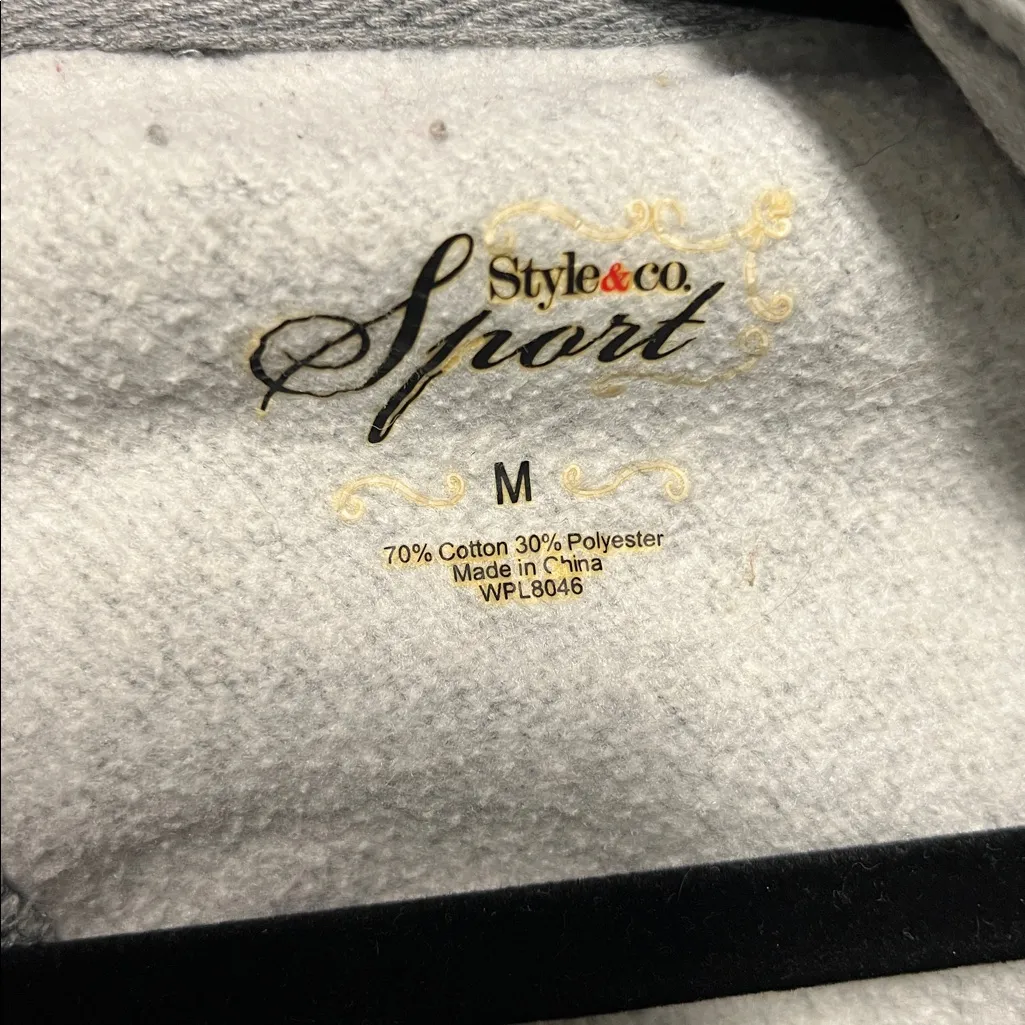 Style&co.
Sport
M
70% Cotton 30% Polyester
Made in China
WPL8046